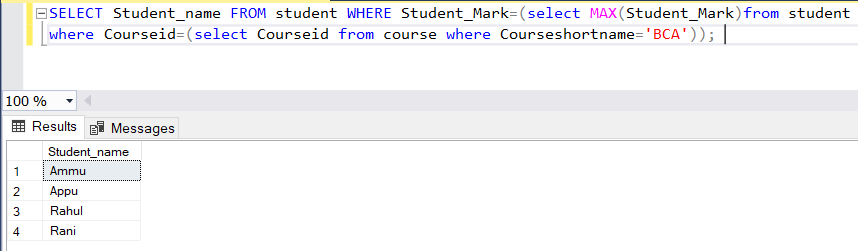 SELECT Student_name FROM student WHERE Student_Mark=(select MAX(Student_Mark)from student
where Courseid=(select Courseid from course where Courseshortname='BCA'));
100 %
Results Messages
Student_name
1 Ammu
2 Appu
3 Rahul
4 Rani